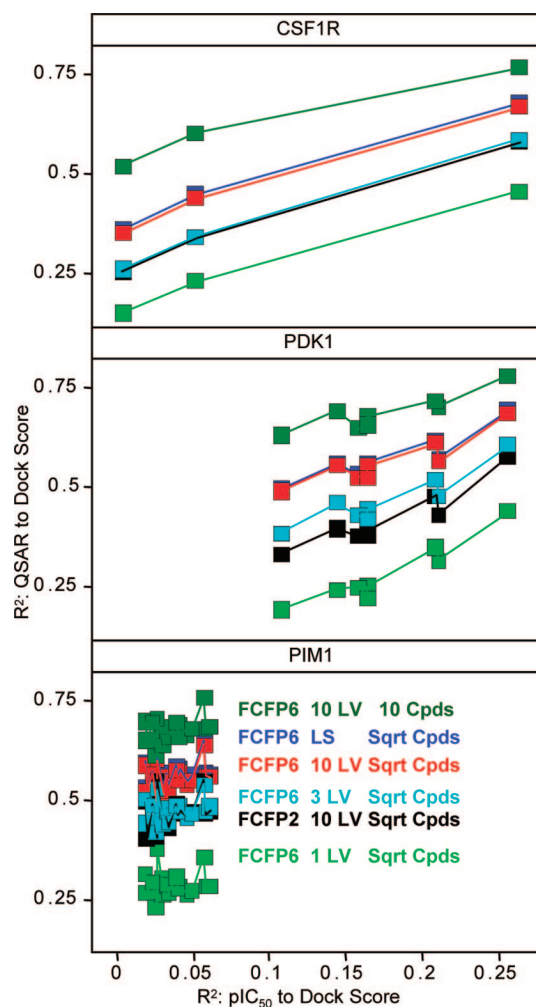 CSF1R
0.75
0.5
0.25
PDK1
0.75
0.5
0.25
R²: QSAR to Dock Score
PIM1
0.75
0.5
0.25
FCFP6 10 LV 10 Cpds
FCFP6 LS Sqrt Cpds
FCFP6 10 LV Sqrt Cpds
FCFP6 3 LV Sqrt Cpds
FCFP2 10 LV Sqrt Cpds
FCFP6 1 LV Sqrt Cpds
0 0.05 0.1 0.15 0.2 0.25
R²: pIC₅₀ to Dock Score